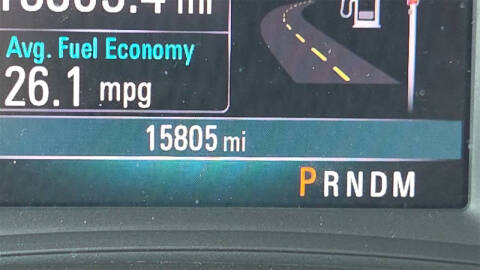 Avg. Fuel Economy
26.1 mpg
15805 mi
PRNDM